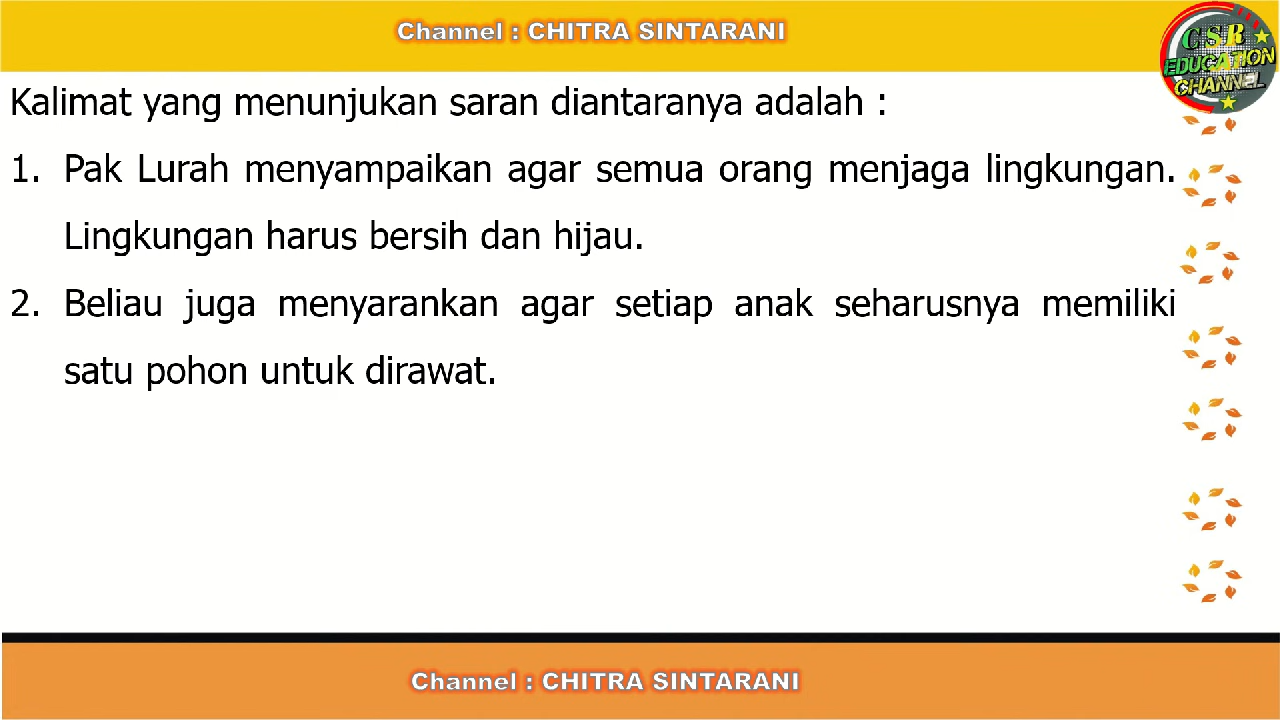 Channel : CHITRA SINTARANI
C S R
EDUCATION
CHANNEL
Kalimat yang menunjukan saran diantaranya adalah :
1. Pak Lurah menyampaikan agar semua orang menjaga lingkungan.
Lingkungan harus bersih dan hijau.
2. Beliau juga menyarankan agar setiap anak seharusnya memiliki
satu pohon untuk dirawat.
Channel : CHITRA SINTARANI